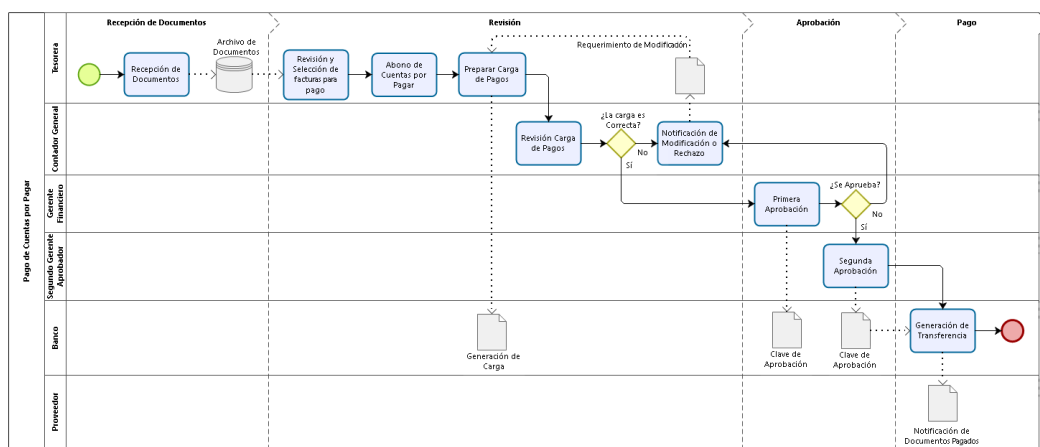 Recepción de Documentos
Revisión
Aprobación
Pago
Pago de Cuentas por Pagar
Tesorera
Recepción de
Documentos
Archivo de
Documentos
Revisión y
Selección de
facturas para
pago
Abono de
Cuentas por
Pagar
Preparar Carga
de Pagos
Requerimiento de Modificación
Contador General
Revisión Carga
de Pagos
¿La carga es
Correcta?
No
Sí
Notificación de
Modificación o
Rechazo
Gerente
Financiero
Primera
Aprobación
¿Se Aprueba?
No
Sí
Segundo Gerente
Aprobador
Segunda
Aprobación
Banco
Generación de
Carga
Clave de
Aprobación
Clave de
Aprobación
Generación de
Transferencia
Proveedor
Notificación de
Documentos Pagados